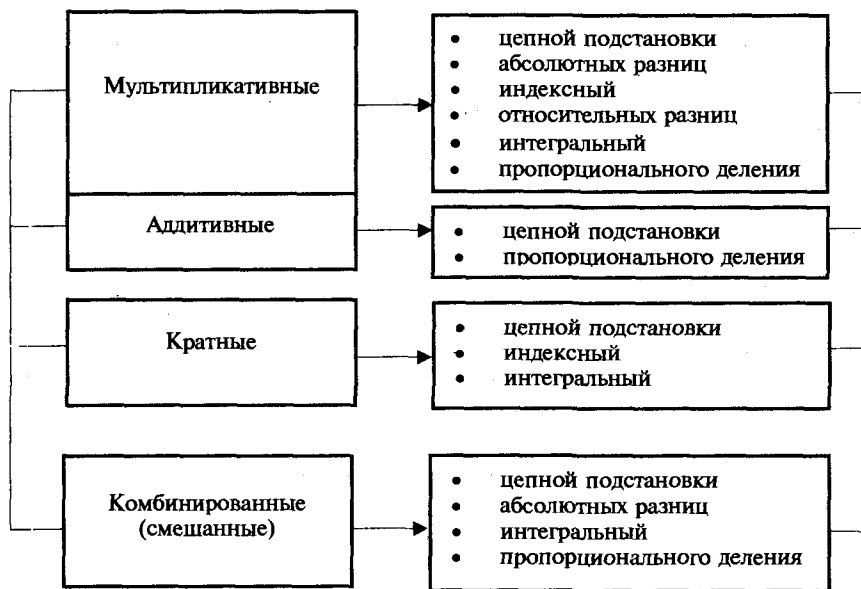 Мультипликативные
• цепной подстановки
• абсолютных разниц
• индексный
• относительных разниц
• интегральный
• пропорционального деления
Аддитивные
• цепной подстановки
• пропорционального деления
Кратные
• цепной подстановки
• индексный
• интегральный
Комбинированные
(смешанные)
• цепной подстановки
• абсолютных разниц
• интегральный
• пропорционального деления